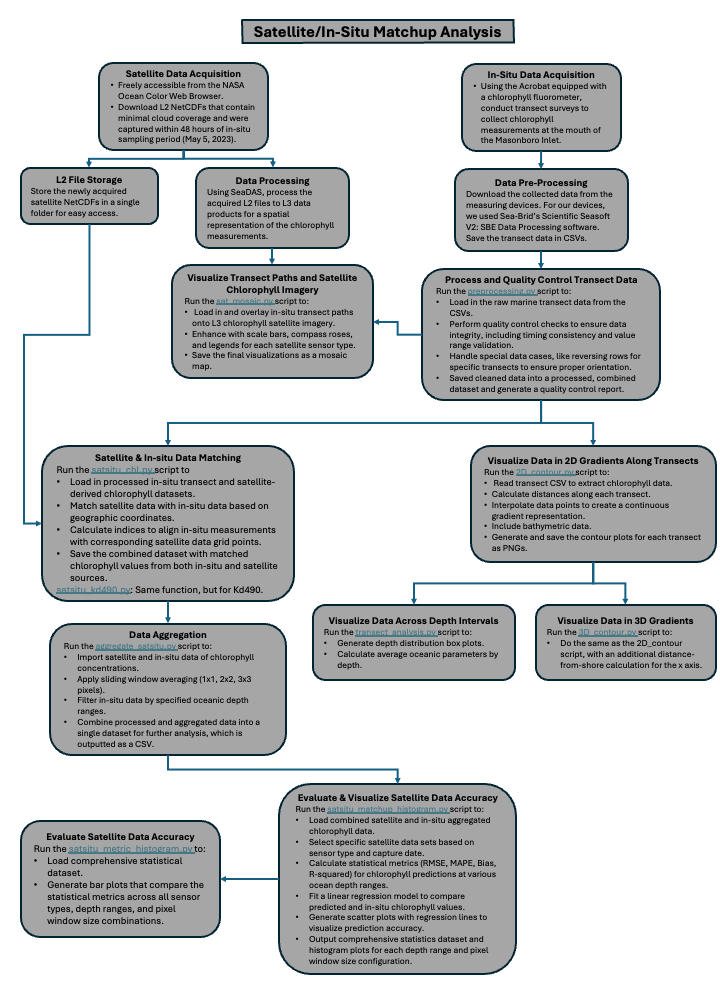 Satellite/In-Situ Matchup Analysis
Satellite Data Acquisition
• Freely accessible from the NASA
Ocean Color Web Browser.
• Download L2 NetCDFs that contain
minimal cloud coverage and were
captured within 48 hours of in-situ
sampling period (May 5, 2023).
In-Situ Data Acquisition
• Using the Acrobat equipped with
a chlorophyll fluorometer,
conduct transect surveys to
collect chlorophyll
measurements at the mouth of
the Masonboro Inlet.
L2 File Storage
Store the newly acquired
satellite NetCDFs in a single
folder for easy access.
Data Processing
Using SeaDAS, process the
acquired L2 files to L3 data
products for a spatial
representation of the chlorophyll
measurements.
Data Pre-Processing
Download the collected data from the
measuring devices. For our devices,
we used Sea-Brid's Scientific Seasoft
V2: SBE Data Processing software.
Save the transect data in CSVs.
Visualize Transect Paths and Satellite
Chlorophyll Imagery
Run the sat_mosaic.py script to:
• Load in and overlay in-situ transect paths
onto L3 chlorophyll satellite imagery.
• Enhance with scale bars, compass roses,
and legends for each satellite sensor type.
• Save the final visualizations as a mosaic
map.
Process and Quality Control Transect Data
Run the preprocessing.py script to:
• Load in the raw marine transect data from the
CSVs.
• Perform quality control checks to ensure data
integrity, including timing consistency and value
range validation.
• Handle special data cases, like reversing rows for
specific transects to ensure proper orientation.
• Saved cleaned data into a processed, combined
dataset and generate a quality control report.
Satellite & In-situ Data Matching
Run the satsitu_chl.py script to
• Load in processed in-situ transect and satellite-
derived chlorophyll datasets.
• Match satellite data with in-situ data based on
geographic coordinates.
• Calculate indices to align in-situ measurements
with corresponding satellite data grid points.
• Save the combined dataset with matched
chlorophyll values from both in-situ and satellite
sources.
satsitu_kd490.py: Same function, but for Kd490.
Visualize Data in 2D Gradients Along Transects
Run the 2D_contour.py script to:
• Read transect CSV to extract chlorophyll data.
• Calculate distances along each transect.
• Interpolate data points to create a continuous
gradient representation.
• Include bathymetric data.
• Generate and save the contour plots for each transect
as PNGs.
Visualize Data Across Depth Intervals
Run the transect_analysis.py script to:
• Generate depth distribution box plots.
• Calculate average oceanic parameters by
depth.
Visualize Data in 3D Gradients
Run the 3D_contour.py script to:
• Do the same as the 2D_contour
script, with an additional distance-
from-shore calculation for the x axis.
Data Aggregation
Run the aggregate_satsitu.py script to:
• Import satellite and in-situ data of chlorophyll
concentrations.
• Apply sliding window averaging (1x1, 2x2, 3x3
pixels).
• Filter in-situ data by specified oceanic depth
ranges.
• Combine processed and aggregated data into a
single dataset for further analysis, which is
outputted as a CSV.
Evaluate & Visualize Satellite Data Accuracy
Run the satsitu_matchup_histogram.py script to:
• Load combined satellite and in-situ aggregated
chlorophyll data.
• Select specific satellite data sets based on
sensor type and capture date.
• Calculate statistical metrics (RMSE, MAPE, Bias,
R-squared) for chlorophyll predictions at various
ocean depth ranges.
• Fit a linear regression model to compare
predicted and in-situ chlorophyll values.
• Generate scatter plots with regression lines to
visualize prediction accuracy.
• Output comprehensive statistics dataset and
histogram plots for each depth range and pixel
window size configuration.
Evaluate Satellite Data Accuracy
Run the satsitu_metric_histogram.py to:
• Load comprehensive statistical
dataset.
• Generate bar plots that compare the
statistical metrics across all sensor
types, depth ranges, and pixel
window size combinations.